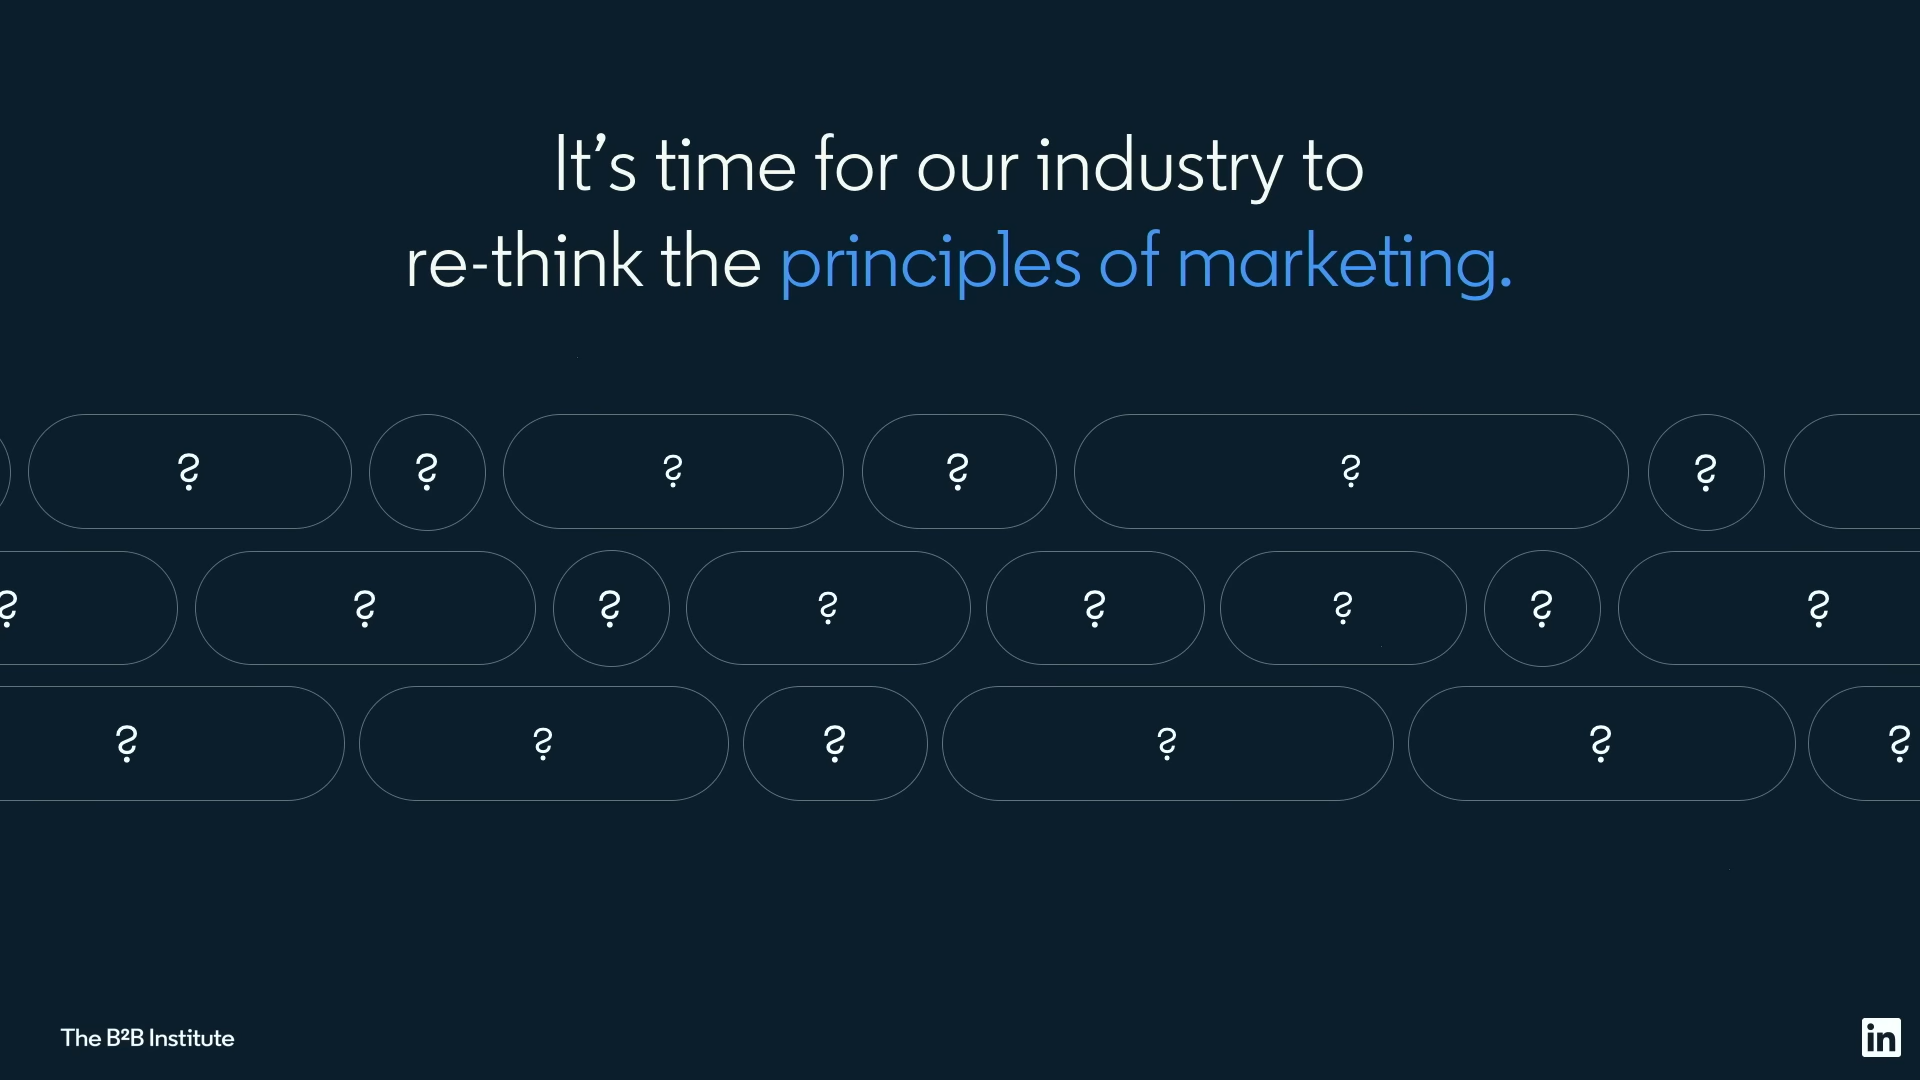 It’s time for our industry to
re-think the principles of marketing.
? ? ? ? ? ?
? ? ? ? ? ? ? ?
? ? ? ? ? ?
The B²B Institute
in